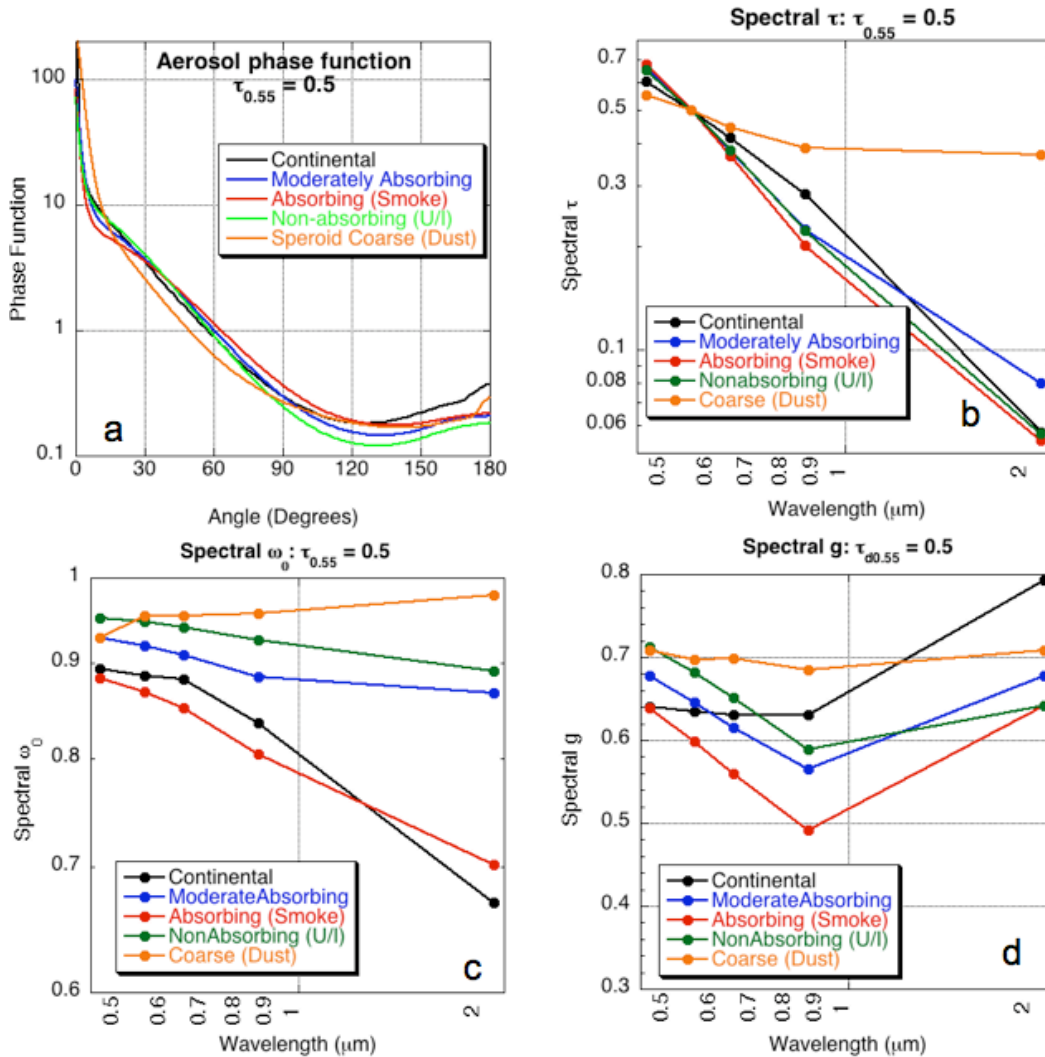 Aerosol phase function
τ0.55 = 0.5
100
10
1
0.1
Phase Function
Continental
Moderately Absorbing
Absorbing (Smoke)
Non-absorbing (U/I)
Speroid Coarse (Dust)
a
0 30 60 90 120 150 180
Angle (Degrees)
Spectral τ: τ0.55 = 0.5
0.7
0.5
0.3
0.1
0.08
0.06
Spectral τ
Continental
Moderately Absorbing
Absorbing (Smoke)
Nonabsorbing (U/I)
Coarse (Dust)
b
0.5 0.6 0.7 0.8 0.9 1 2
Wavelength (μm)
Spectral ω0: τ0.55 = 0.5
1
0.9
0.8
0.7
0.6
Spectral ω0
Continental
ModerateAbsorbing
Absorbing (Smoke)
NonAbsorbing (U/I)
Coarse (Dust)
c
0.5 0.6 0.7 0.8 0.9 1 2
Wavelength (μm)
Spectral g: τd0.55 = 0.5
0.8
0.7
0.6
0.5
0.4
0.3
Spectral g
Continental
ModerateAbsorbing
Absorbing (Smoke)
NonAbsorbing (U/I)
Coarse (Dust)
d
0.5 0.6 0.7 0.8 0.9 1 2
Wavelength (μm)